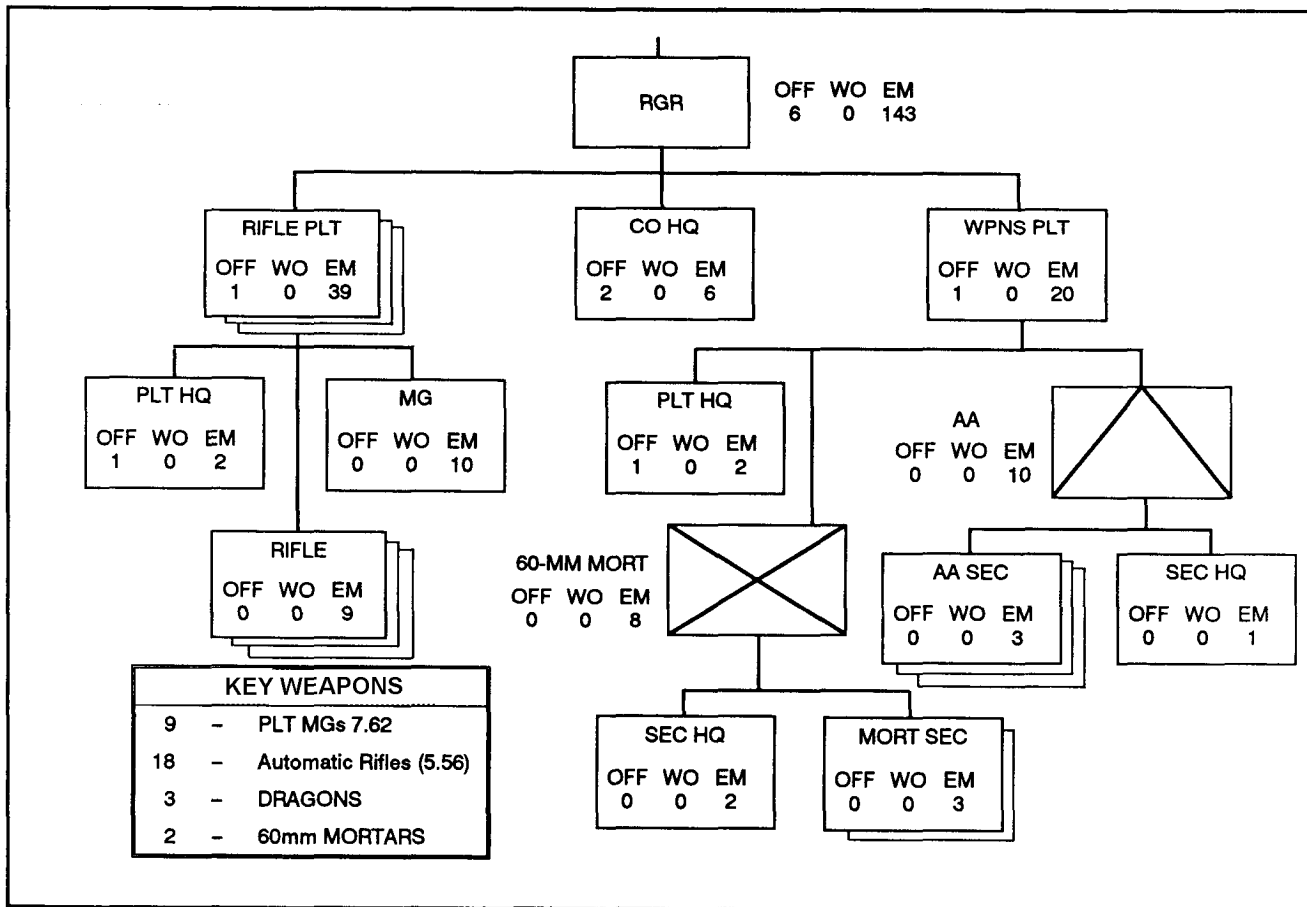 RGR
OFF WO EM
6 0 143
RIFLE PLT
OFF WO EM
1 0 39
CO HQ
OFF WO EM
2 0 6
WPNS PLT
OFF WO EM
1 0 20
PLT HQ
OFF WO EM
1 0 2
MG
OFF WO EM
0 0 10
RIFLE
OFF WO EM
0 0 9
PLT HQ
OFF WO EM
1 0 2
AA
OFF WO EM
0 0 10
60-MM MORT
OFF WO EM
0 0 8
AA SEC
OFF WO EM
0 0 3
SEC HQ
OFF WO EM
0 0 1
SEC HQ
OFF WO EM
0 0 2
MORT SEC
OFF WO EM
0 0 3
KEY WEAPONS
9 – PLT MGs 7.62
18 – Automatic Rifles (5.56)
3 – DRAGONS
2 – 60mm MORTARS